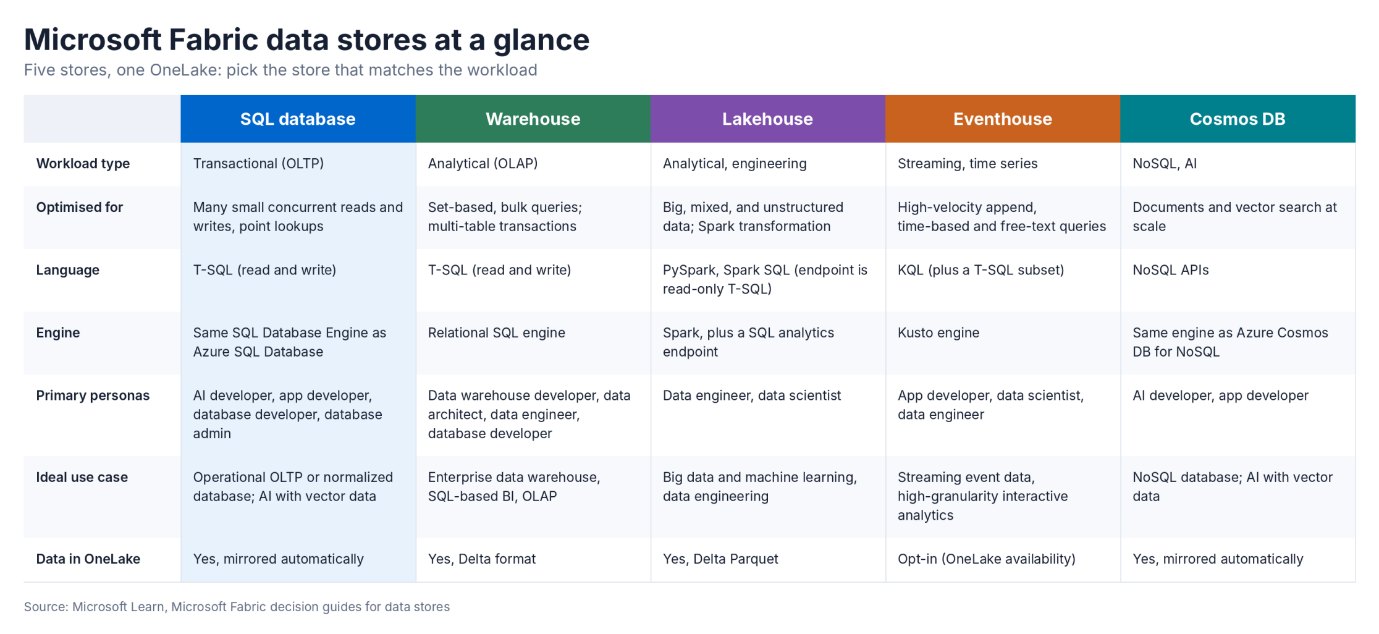 Microsoft Fabric data stores at a glance
Five stores, one OneLake: pick the store that matches the workload
SQL database
Warehouse
Lakehouse
Eventhouse
Cosmos DB
Workload type
Transactional (OLTP)
Analytical (OLAP)
Analytical, engineering
Streaming, time series
NoSQL, AI
Optimised for
Many small concurrent reads and
writes, point lookups
Set-based, bulk queries;
multi-table transactions
Big, mixed, and unstructured
data; Spark transformation
High-velocity append,
time-based and free-text queries
Documents and vector search at
scale
Language
T-SQL (read and write)
T-SQL (read and write)
PySpark, Spark SQL (endpoint is
read-only T-SQL)
KQL (plus a T-SQL subset)
NoSQL APIs
Engine
Same SQL Database Engine as
Azure SQL Database
Relational SQL engine
Spark, plus a SQL analytics
endpoint
Kusto engine
Same engine as Azure Cosmos
DB for NoSQL
Primary personas
AI developer, app developer,
database developer, database
admin
Data warehouse developer, data
architect, data engineer,
database developer
Data engineer, data scientist
App developer, data scientist,
data engineer
AI developer, app developer
Ideal use case
Operational OLTP or normalized
database; AI with vector data
Enterprise data warehouse,
SQL-based BI, OLAP
Big data and machine learning,
data engineering
Streaming event data,
high-granularity interactive
analytics
NoSQL database; AI with vector
data
Data in OneLake
Yes, mirrored automatically
Yes, Delta format
Yes, Delta Parquet
Opt-in (OneLake availability)
Yes, mirrored automatically
Source: Microsoft Learn, Microsoft Fabric decision guides for data stores